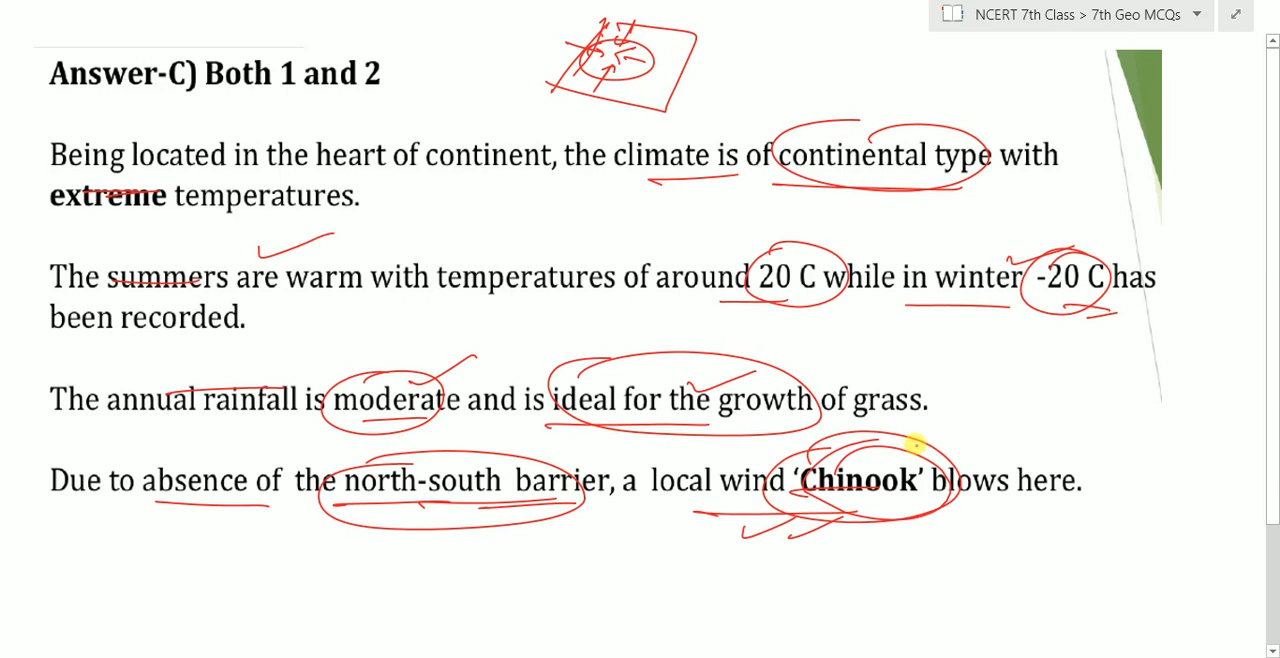 NCERT 7th Class > 7th Geo MCQs
Answer-C) Both 1 and 2
Being located in the heart of continent, the climate is of continental type with
extreme temperatures.
The summers are warm with temperatures of around 20 C while in winter -20 C has
been recorded.
The annual rainfall is moderate and is ideal for the growth of grass.
Due to absence of the north-south barrier, a local wind ‘Chinook’ blows here.